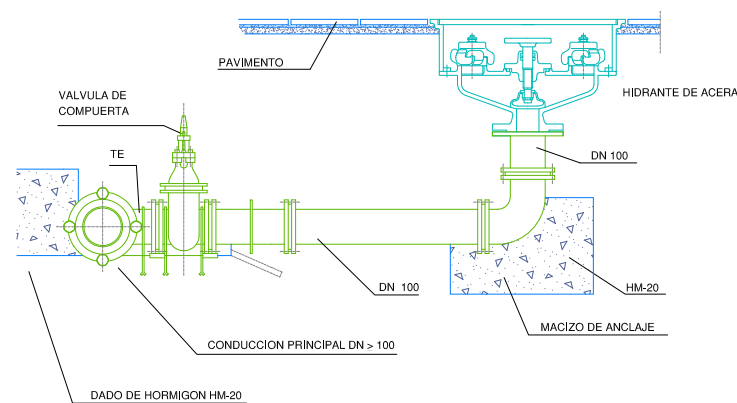 PAVIMENTO
HIDRANTE DE ACERA
VALVULA DE
COMPUERTA
TE
DN 100
DN  100
HM-20
MACIZO DE ANCLAJE
CONDUCCION PRINCIPAL DN ≥ 100
DADO DE HORMIGON HM-20